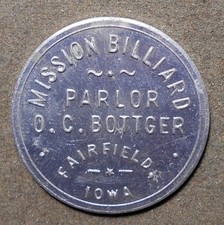 MISSION BILLIARD
PARLOR
O. C. BOTTGER
FAIRFIELD
IOWA